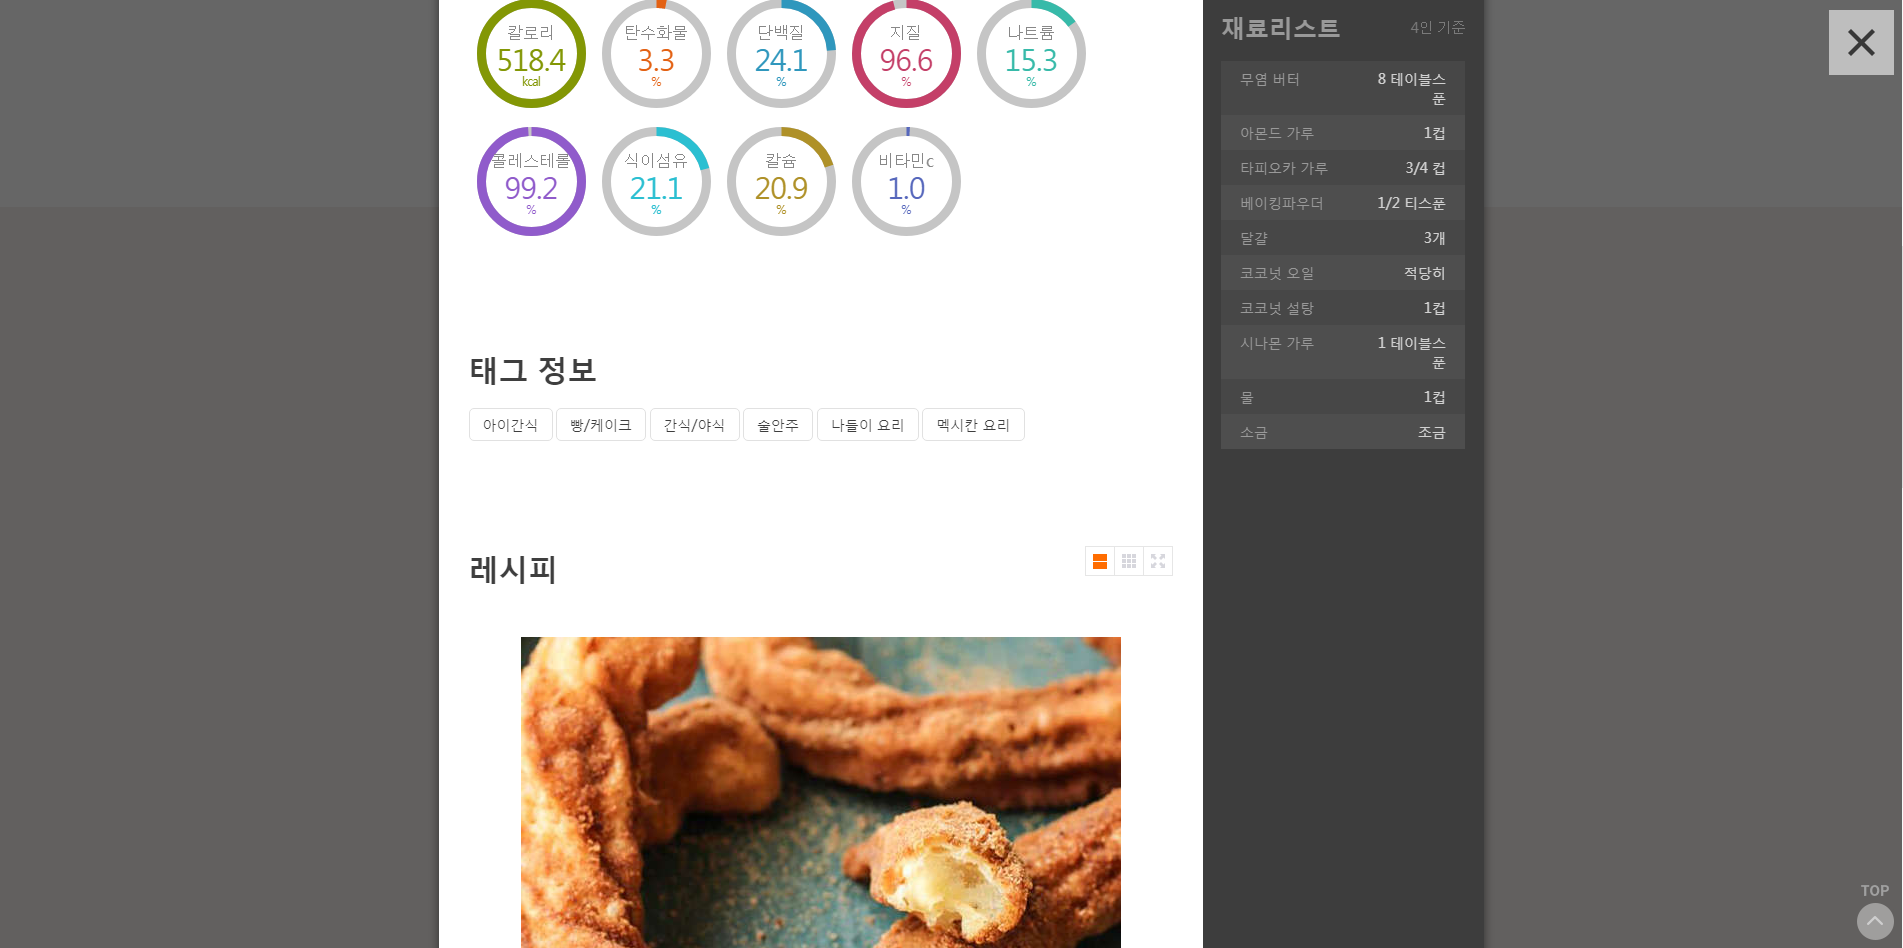 칼로리
518.4
kcal
탄수화물
3.3
%
단백질
24.1
%
지질
96.6
%
나트륨
15.3
%
콜레스테롤
99.2
%
식이섬유
21.1
%
칼슘
20.9
%
비타민c
1.0
%
태그 정보
아이간식 빵/케이크 간식/야식 술안주 나들이 요리 멕시칸 요리
레시피
재료리스트 4인 기준
무염 버터 8 테이블스
푼
아몬드 가루 1컵
타피오카 가루 3/4 컵
베이킹파우더 1/2 티스푼
달걀 3개
코코넛 오일 적당히
코코넛 설탕 1컵
시나몬 가루 1 테이블스
푼
물 1컵
소금 조금
TOP